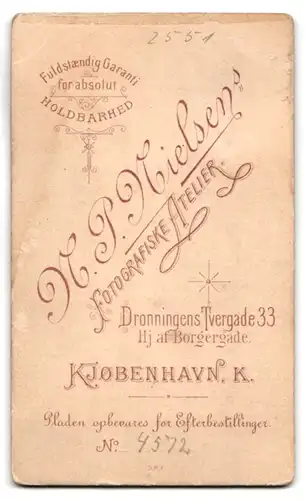 2551
Fuldstændig Garanti
for absolut
HOLDBARHED
N. P. Nielsens
FOTOGRAFISKE ATELIER.
Dronningens Tvergade 33
Hj. af Borgergade.
KJØBENHAVN. K.
Pladen opbevares for Efterbestillinger.
No. 4572